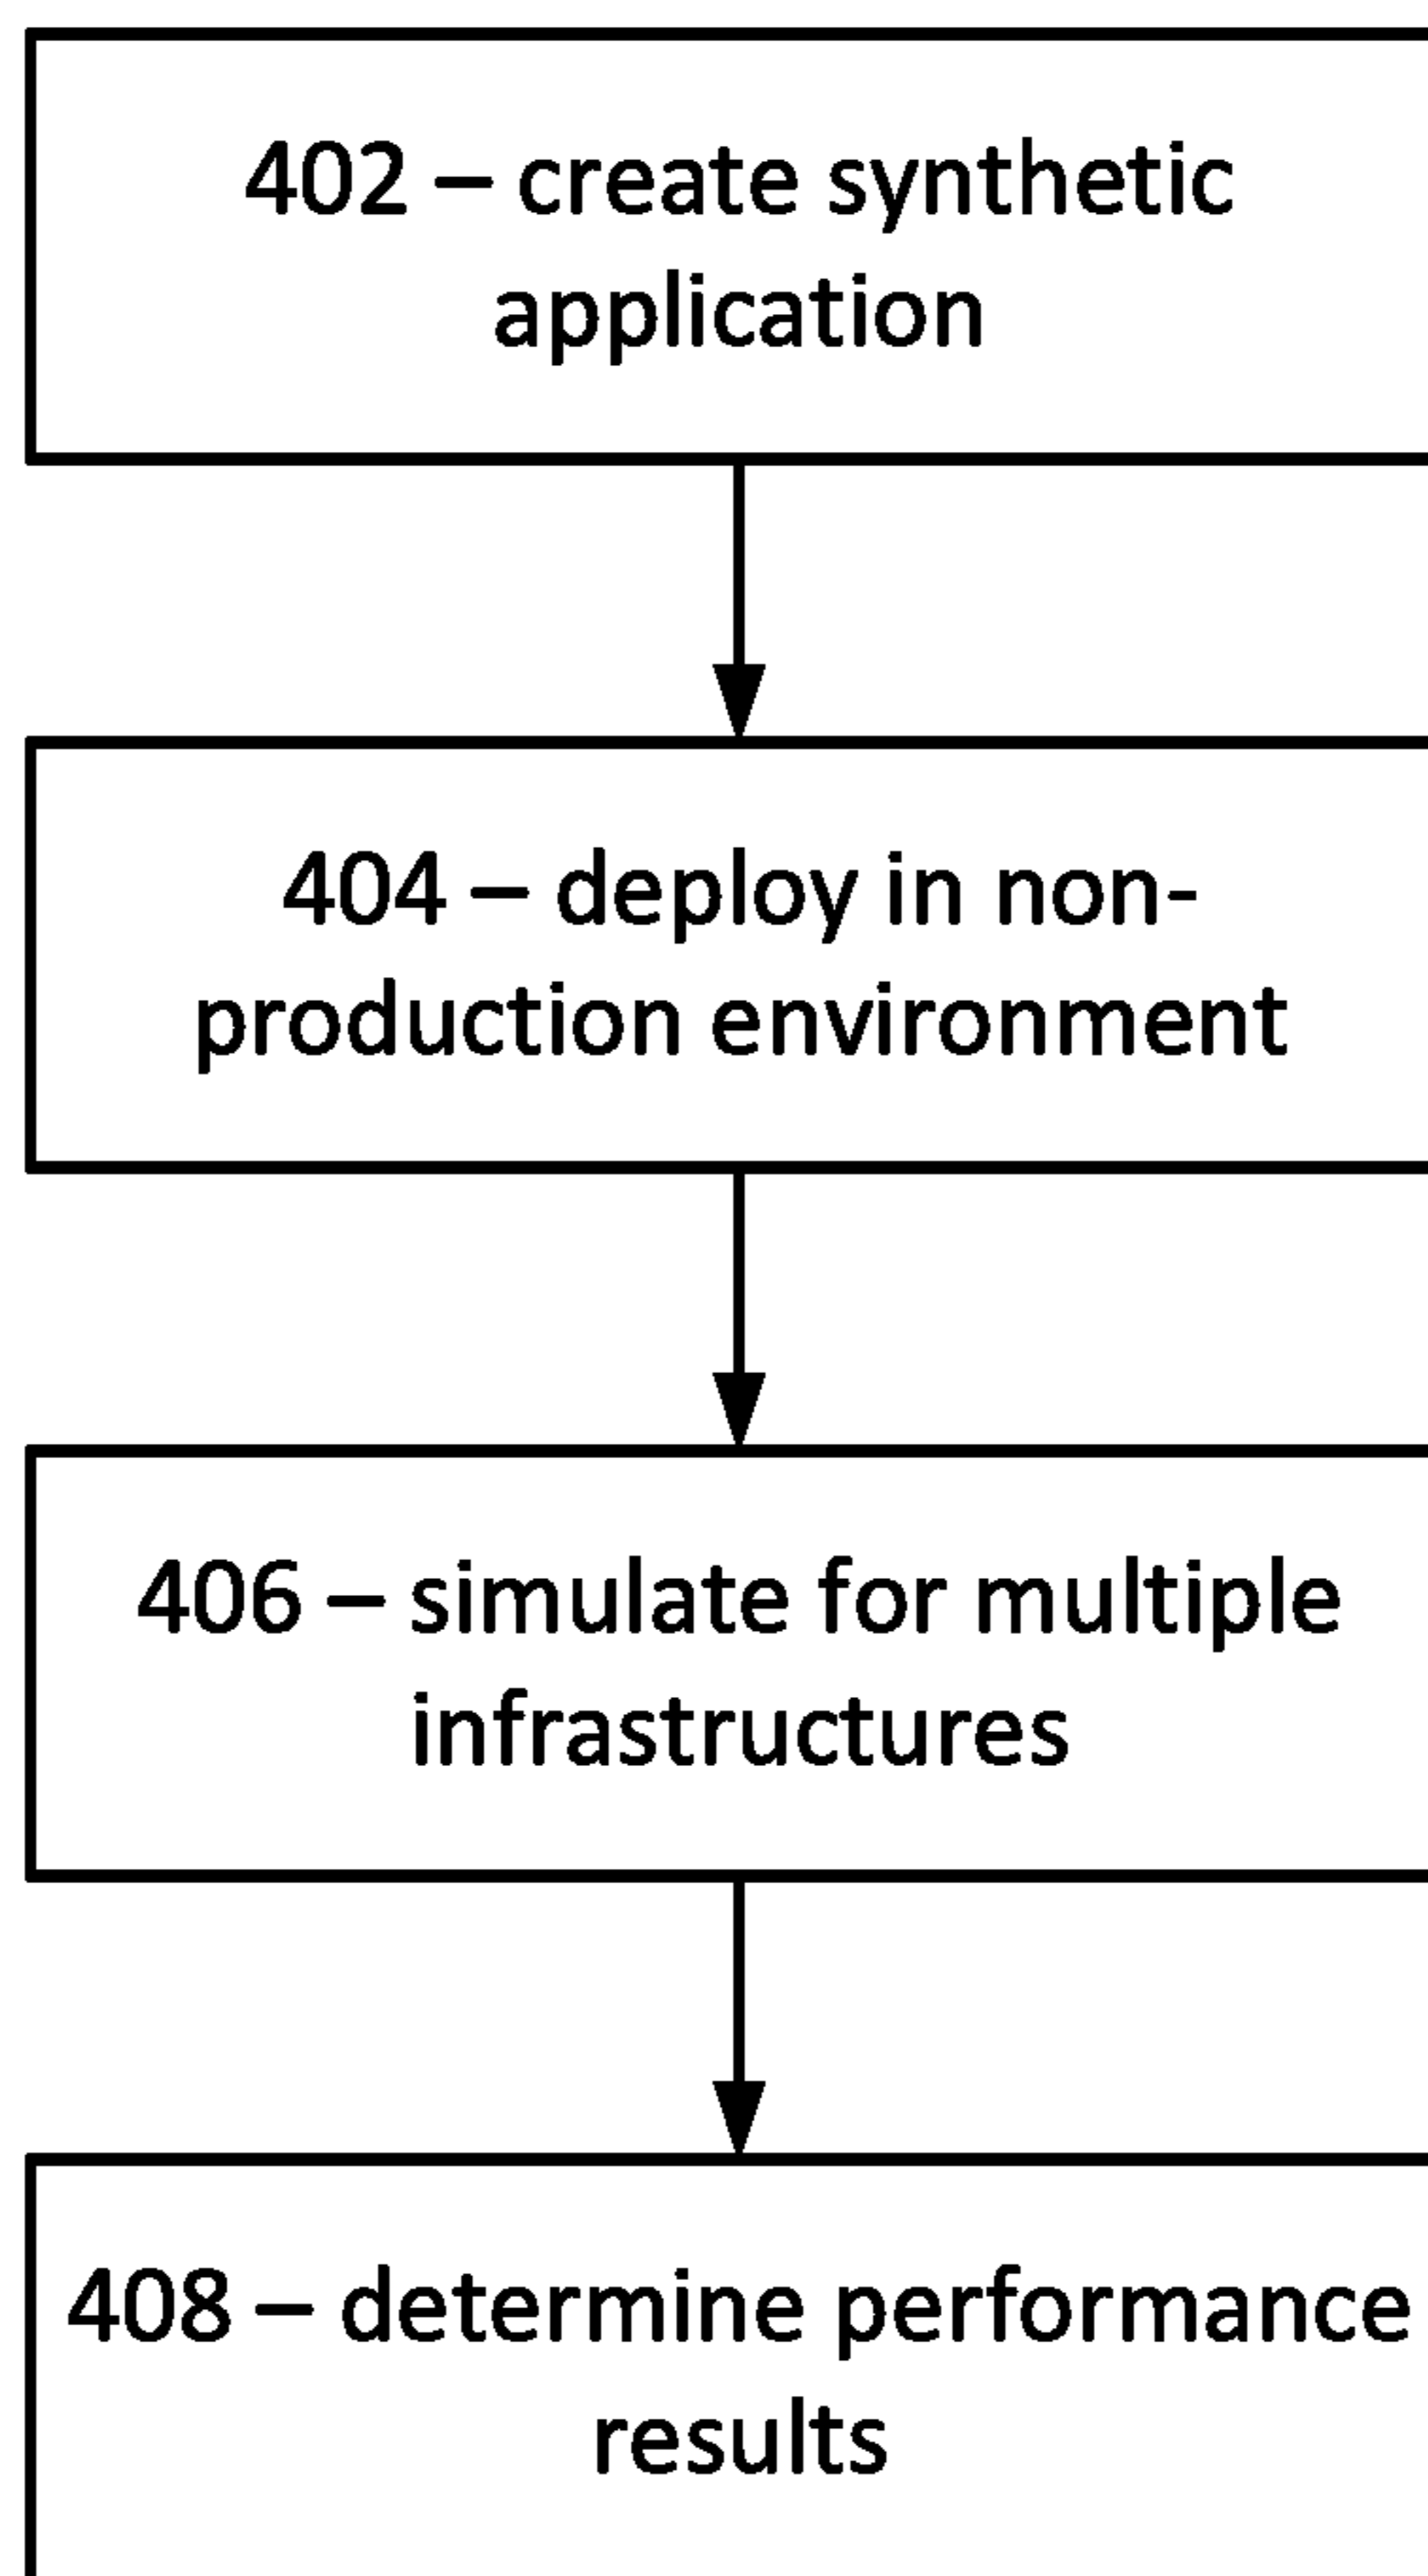 402 – create synthetic
application
404 – deploy in non-
production environment
406 – simulate for multiple
infrastructures
408 – determine performance
results